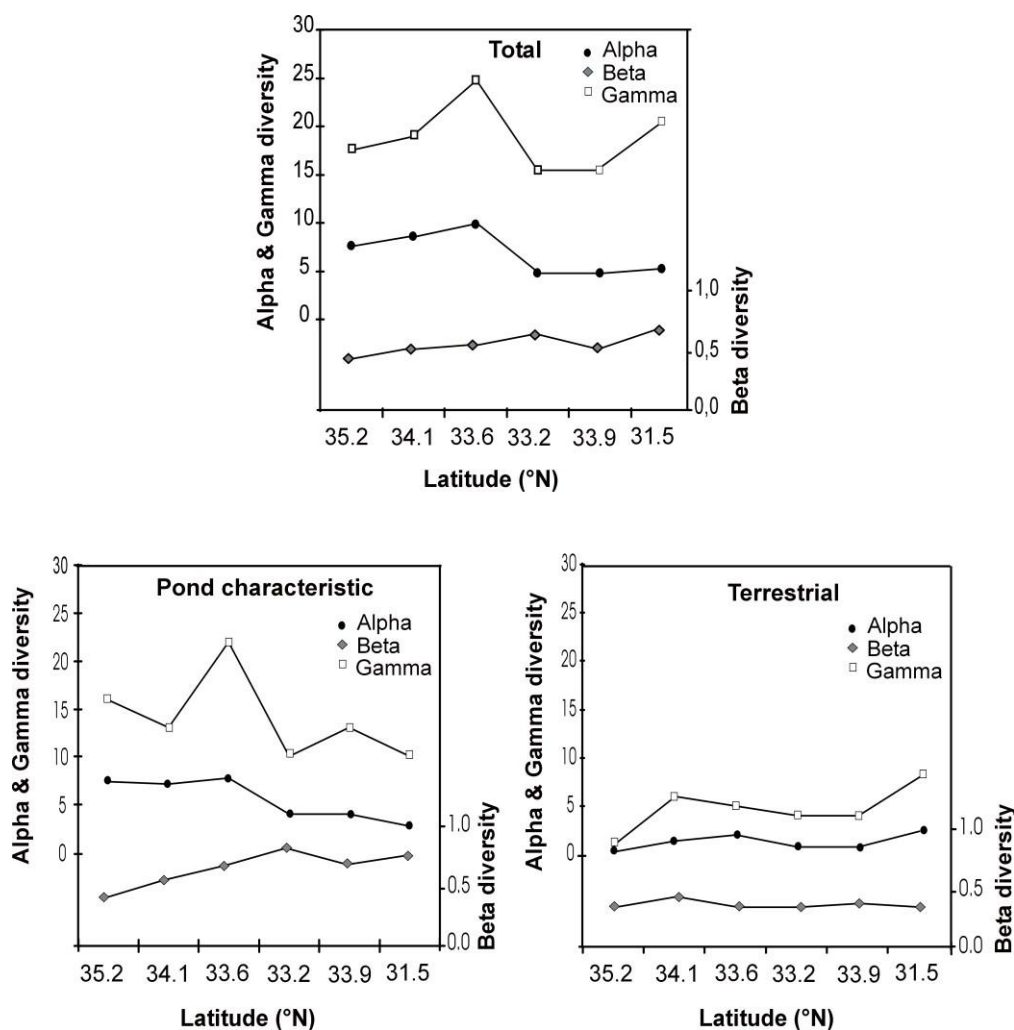 Total
Alpha
Beta
Gamma
Alpha & Gamma diversity
30
25
20
15
10
5
0
Beta diversity
1,0
0,5
0,0
35.2 34.1 33.6 33.2 33.9 31.5
Latitude (°N)
Pond characteristic
Alpha
Beta
Gamma
Alpha & Gamma diversity
30
25
20
15
10
5
0
Beta diversity
1.0
0.5
0.0
35.2 34.1 33.6 33.2 33.9 31.5
Latitude (°N)
Terrestrial
Alpha
Beta
Gamma
Alpha & Gamma diversity
30
25
20
15
10
5
0
Beta diversity
1.0
0.5
0.0
35.2 34.1 33.6 33.2 33.9 31.5
Latitude (°N)